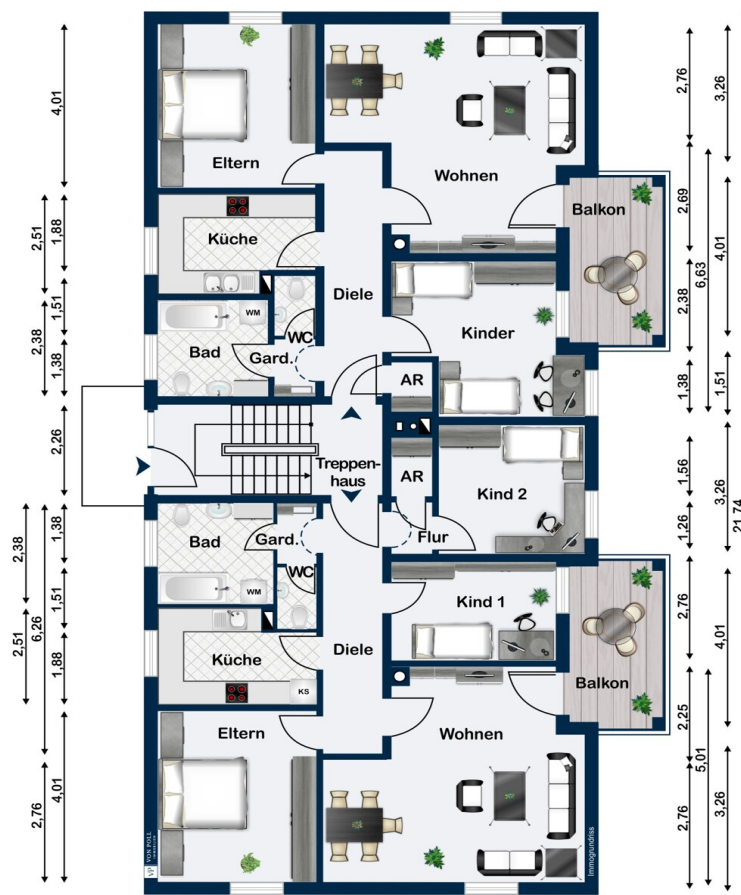 Eltern
Wohnen
Balkon
Küche
Diele
WM
Bad
WC
Gard.
Kinder
AR
Treppen-
haus
AR
Kind 2
Bad
Gard.
Flur
WC
WM
Kind 1
Küche
Diele
KS
Balkon
Eltern
Wohnen
VP VON POLL
IMMOBILIEN
Immogrundriss
4,01
2,51
1,88
1,51
2,38
1,38
2,26
1,38
2,38
1,51
6,26
2,51
1,88
4,01
2,76
2,76
3,26
2,69
4,01
6,63
2,38
1,38
1,51
1,56
3,26
21,74
1,26
2,76
4,01
2,25
5,01
2,76
3,26